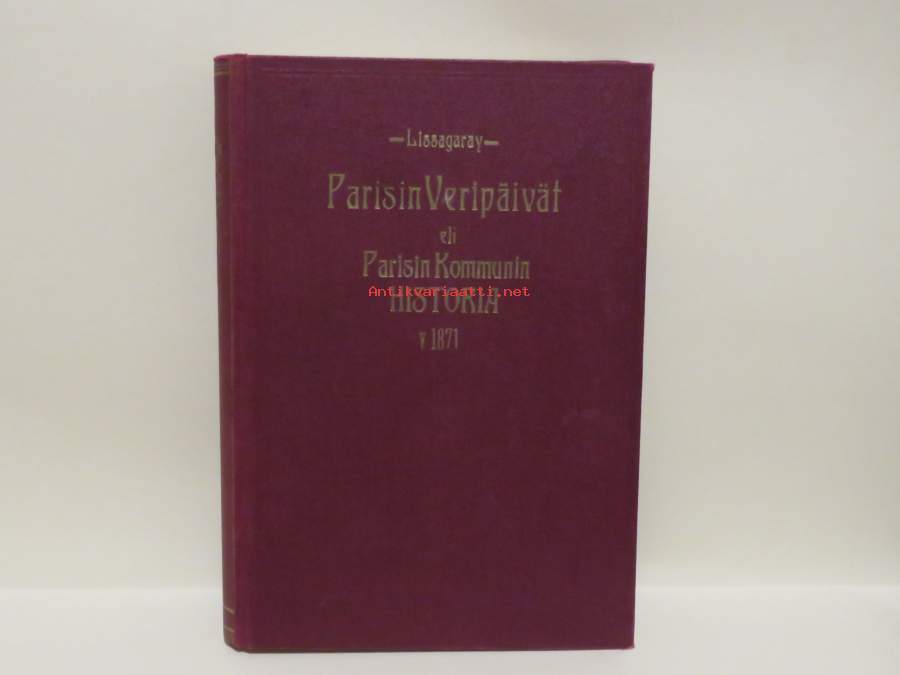 —Lissagaray—
Parisin Veripäivät
eli
Parisin Kommunin
Antikvariaatti.net
HISTORIA
v 1871